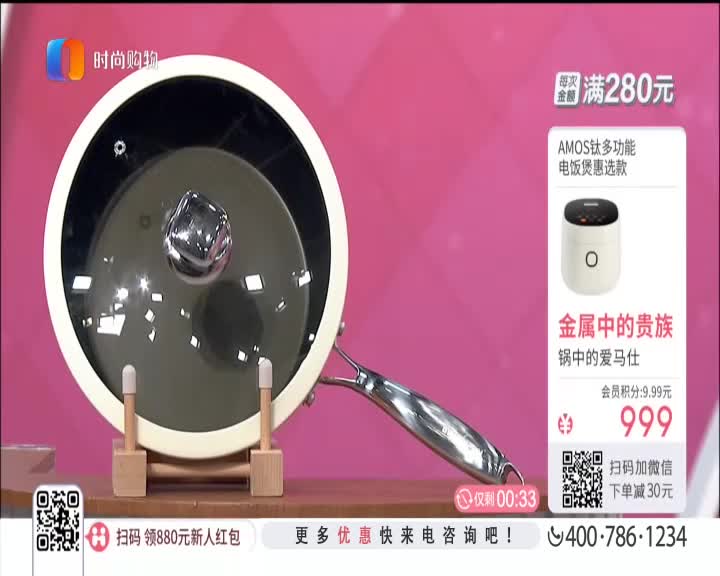 时尚购物
每次金额
满280元
AMOS钛多功能
电饭煲惠选款
金属中的贵族
锅中的爱马仕
会员积分:9.99元
¥ 999
扫码加微信
下单减30元
仅剩 00:33
扫码 领880元新人红包
更多优惠快来电咨询吧!
400·786·1234